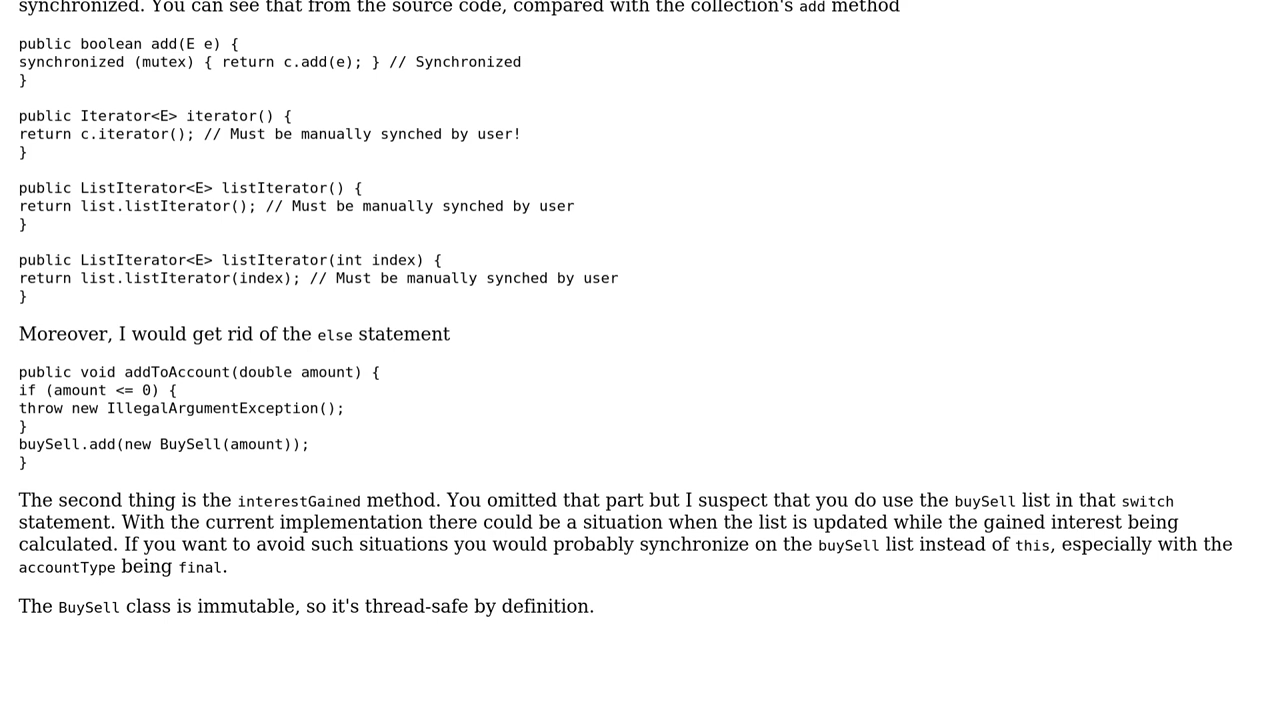 synchronized. You can see that from the source code, compared with the collection's add method
public boolean add(E e) {
synchronized (mutex) { return c.add(e); } // Synchronized
}
public Iterator<E> iterator() {
return c.iterator(); // Must be manually synched by user!
}
public ListIterator<E> listIterator() {
return list.listIterator(); // Must be manually synched by user
}
public ListIterator<E> listIterator(int index) {
return list.listIterator(index); // Must be manually synched by user
}
Moreover, I would get rid of the else statement
public void addToAccount(double amount) {
if (amount <= 0) {
throw new IllegalArgumentException();
}
buySell.add(new BuySell(amount));
}
The second thing is the interestGained method. You omitted that part but I suspect that you do use the buySell list in that switch
statement. With the current implementation there could be a situation when the list is updated while the gained interest being
calculated. If you want to avoid such situations you would probably synchronize on the buySell list instead of this, especially with the
accountType being final.
The BuySell class is immutable, so it's thread-safe by definition.